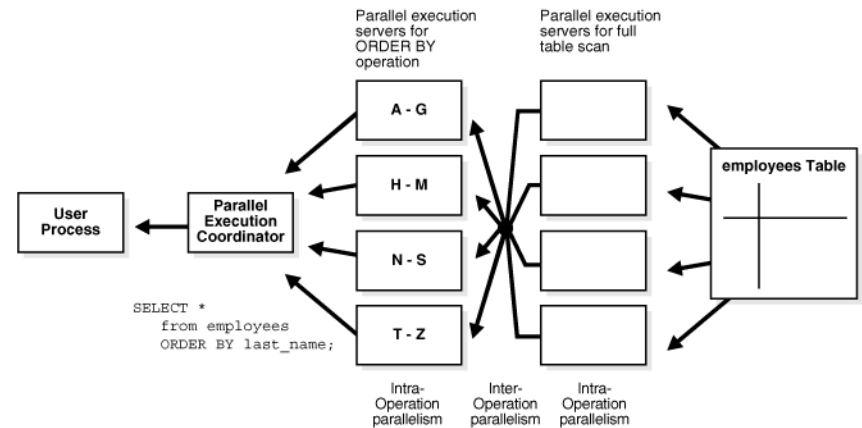 Parallel execution
servers for
ORDER BY
operation
Parallel execution
servers for full
table scan
A - G
H - M
N - S
T - Z
employees Table
User
Process
Parallel
Execution
Coordinator
SELECT *
from employees
ORDER BY last_name;
Intra-
Operation
parallelism
Inter-
Operation
parallelism
Intra-
Operation
parallelism